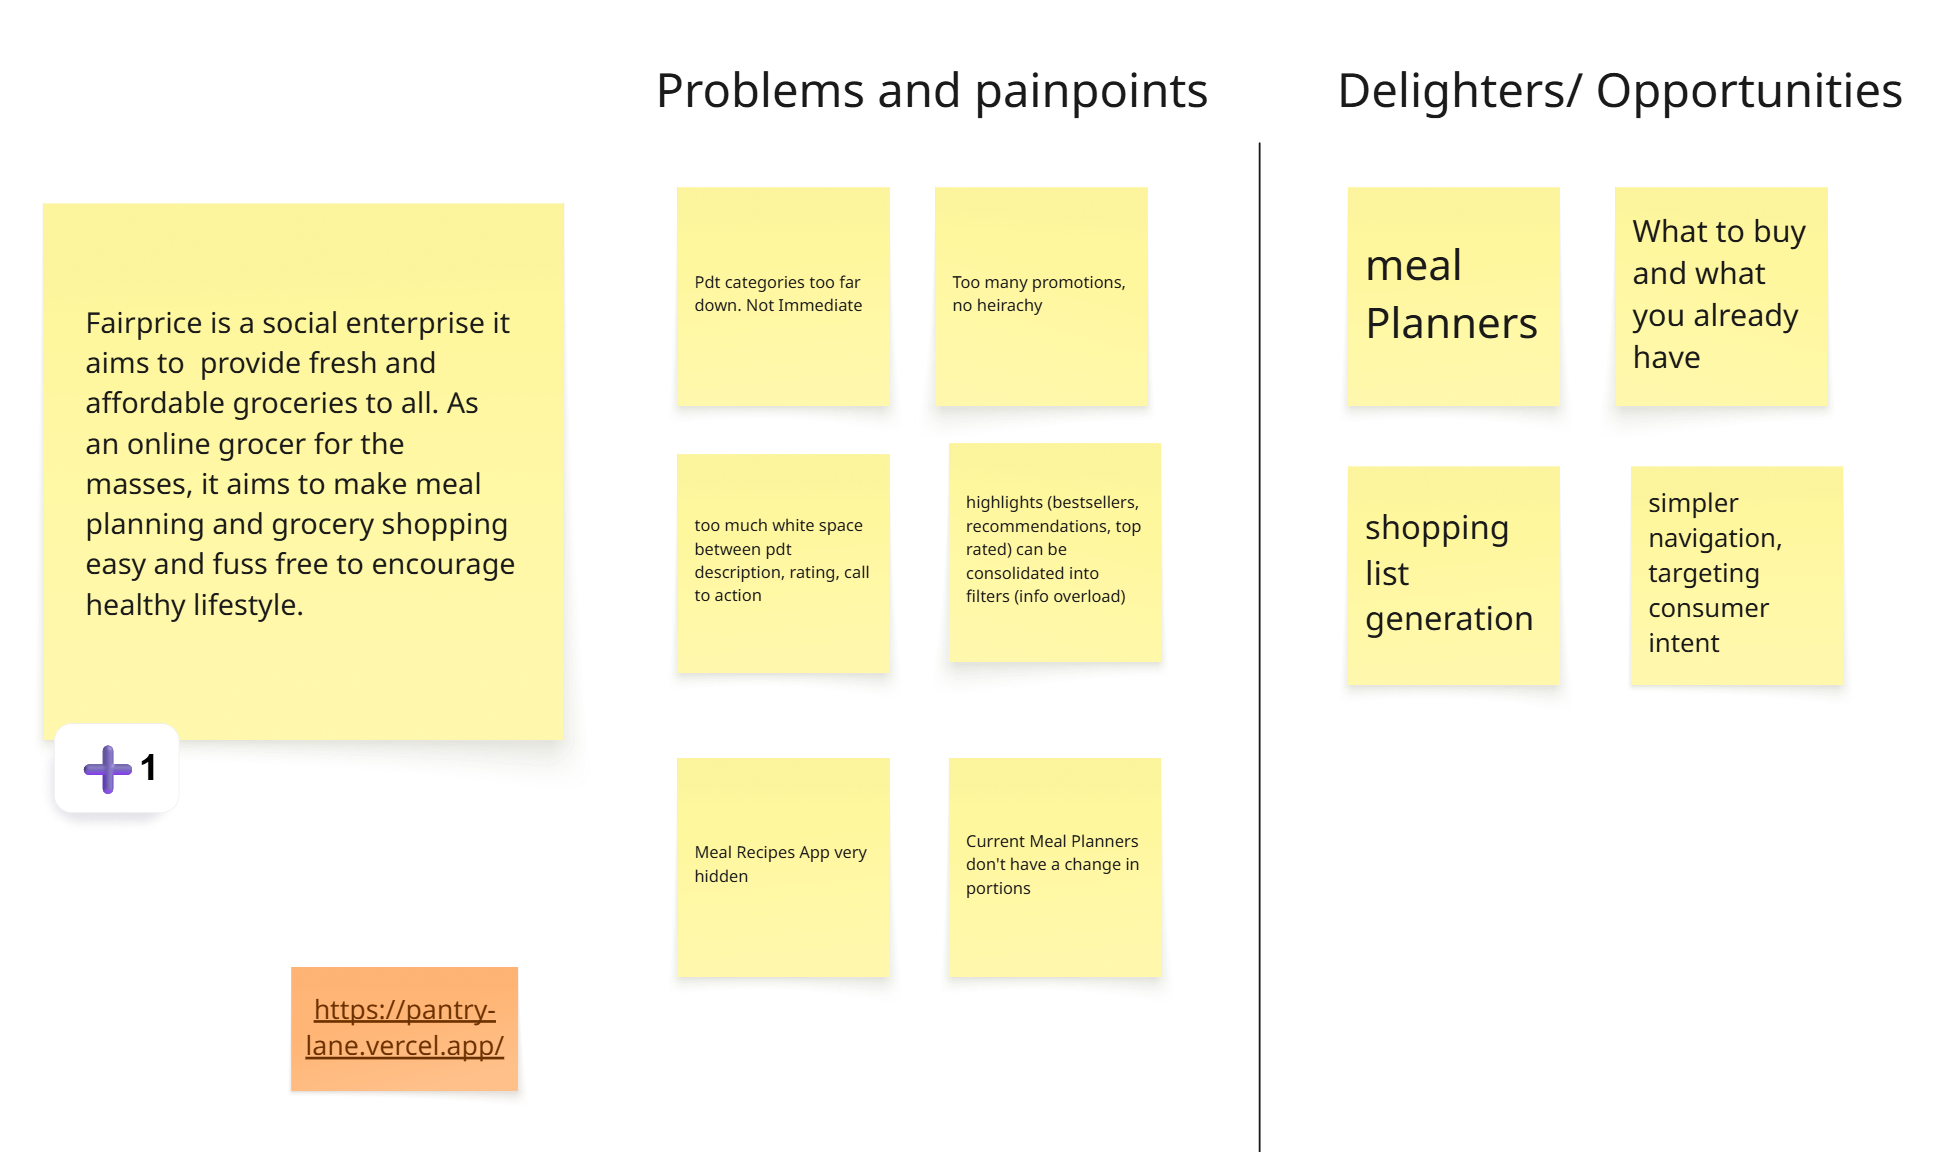 Problems and painpoints
Delighters/ Opportunities
Fairprice is a social enterprise it
aims to  provide fresh and
affordable groceries to all. As
an online grocer for the
masses, it aims to make meal
planning and grocery shopping
easy and fuss free to encourage
healthy lifestyle.
1
https://pantry-
lane.vercel.app/
Pdt categories too far
down. Not Immediate
Too many promotions,
no heirachy
too much white space
between pdt
description, rating, call
to action
highlights (bestsellers,
recommendations, top
rated) can be
consolidated into
filters (info overload)
Meal Recipes App very
hidden
Current Meal Planners
don't have a change in
portions
meal
Planners
What to buy
and what
you already
have
shopping
list
generation
simpler
navigation,
targeting
consumer
intent